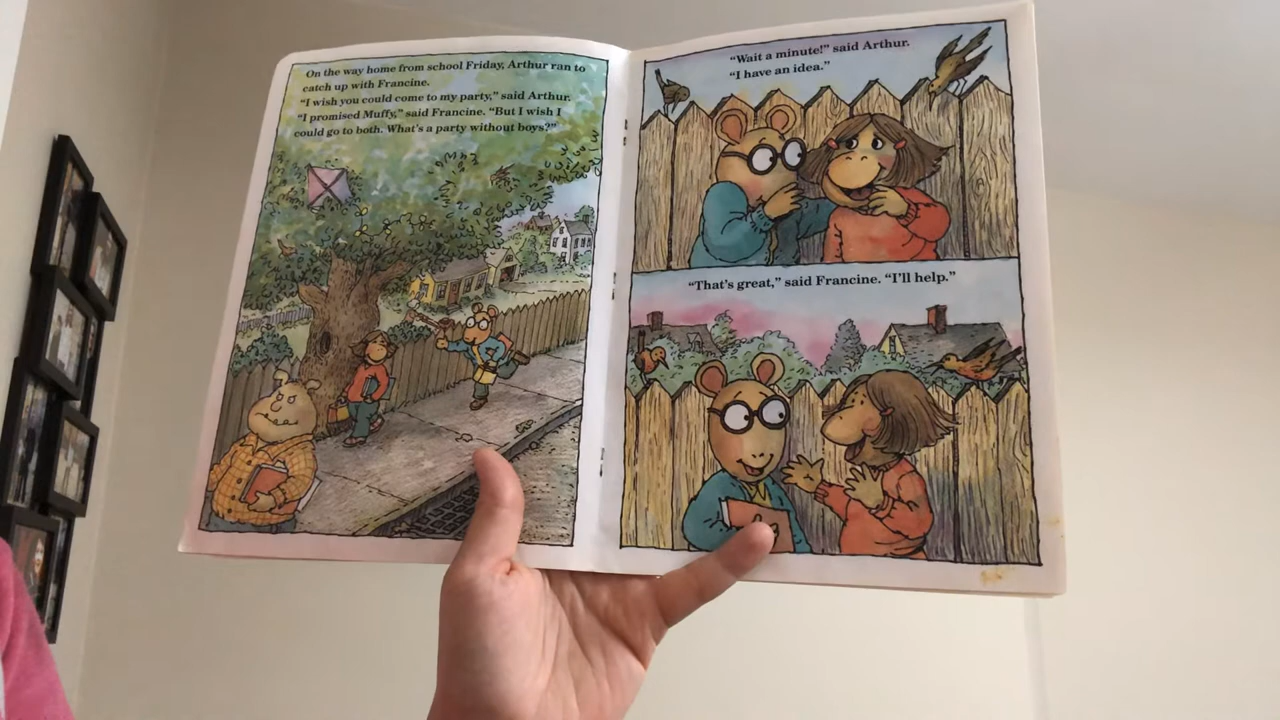 On the way home from school Friday, Arthur ran to
catch up with Francine.
"I wish you could come to my party," said Arthur.
"I promised Muffy," said Francine. "But I wish I
could go to both. What's a party without boys?"
"Wait a minute!" said Arthur.
"I have an idea."
"That's great," said Francine. "I'll help."